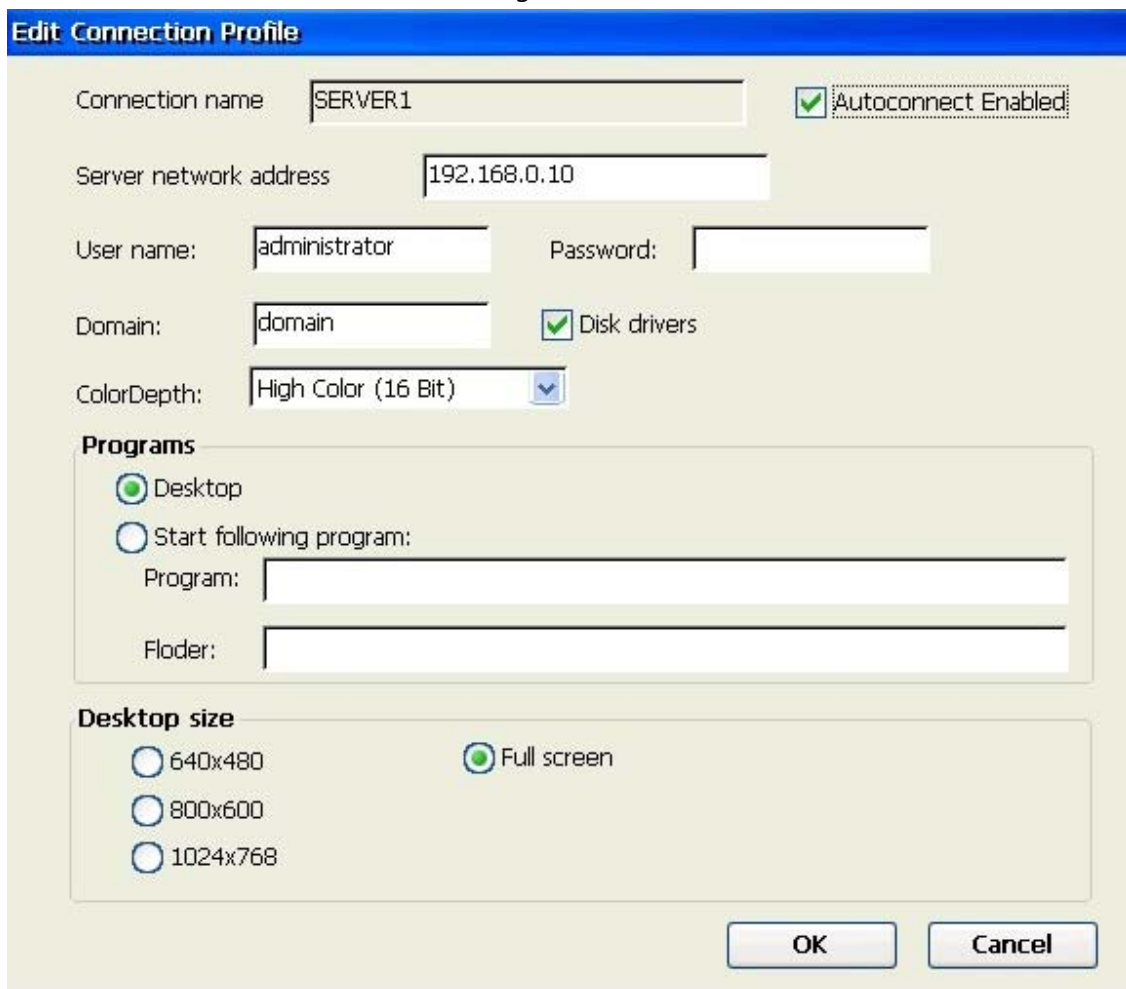 Edit Connection Profile
Connection name SERVER1 Autoconnect Enabled
Server network address 192.168.0.10
User name: administrator Password:
Domain: domain Disk drivers
ColorDepth: High Color (16 Bit)
Programs
Desktop
Start following program:
Program:
Floder:
Desktop size
640x480 Full screen
800x600
1024x768
OK Cancel